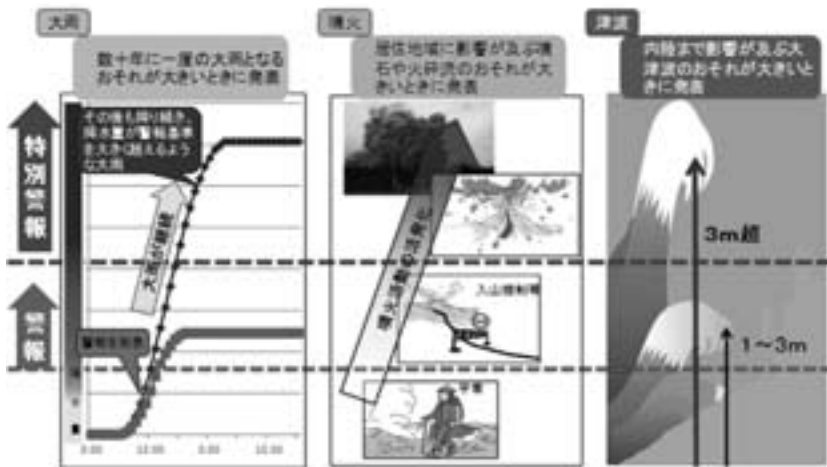 大雨
数十年に一度の大雨となる
おそれが大きいときに発表
噴火
居住地域に影響が及ぶ噴
石や火砕流のおそれが大
きいときに発表
津波
内陸まで影響が及ぶ大
津波のおそれが大きいと
きに発表
特別警報
警報
その後も降り続き、
降水量が警報基準
を大きく超えるよう
な大雨
大雨が継続
警報を発表
噴火活動の活発化
入山規制等
平常
3m超
1～3m